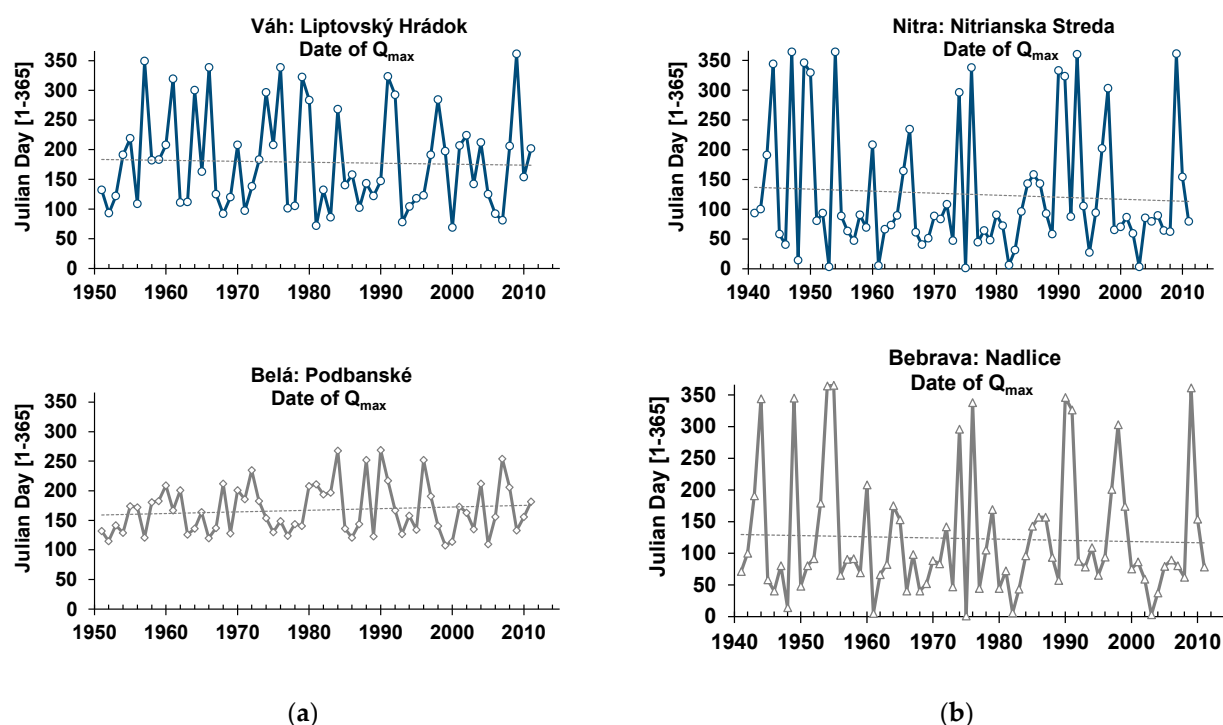 Váh: Liptovský Hrádok
Date of Qmax
Julian Day [1-365]
350
300
250
200
150
100
50
0
1950 1960 1970 1980 1990 2000 2010
Nitra: Nitrianska Streda
Date of Qmax
Julian Day [1-365]
350
300
250
200
150
100
50
0
1940 1950 1960 1970 1980 1990 2000 2010
Belá: Podbanské
Date of Qmax
Julian Day [1-365]
350
300
250
200
150
100
50
0
1950 1960 1970 1980 1990 2000 2010
Bebrava: Nadlice
Date of Qmax
Julian Day [1-365]
350
300
250
200
150
100
50
0
1940 1950 1960 1970 1980 1990 2000 2010
(a)
(b)